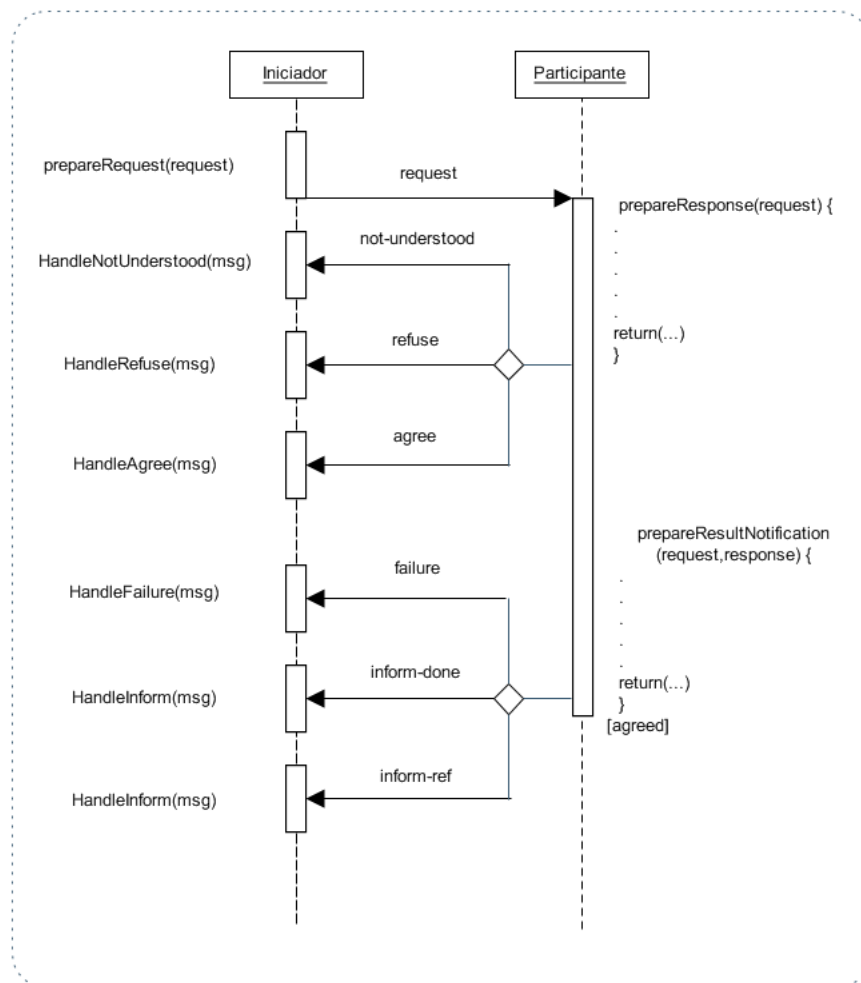 Iniciador
Participante
prepareRequest(request)
request
prepareResponse(request) {
.
.
.
.
.
return(...)
}
not-understood
HandleNotUnderstood(msg)
refuse
HandleRefuse(msg)
agree
HandleAgree(msg)
prepareResultNotification
(request,response) {
.
.
.
.
.
return(...)
}
[agreed]
failure
HandleFailure(msg)
inform-done
HandleInform(msg)
inform-ref
HandleInform(msg)